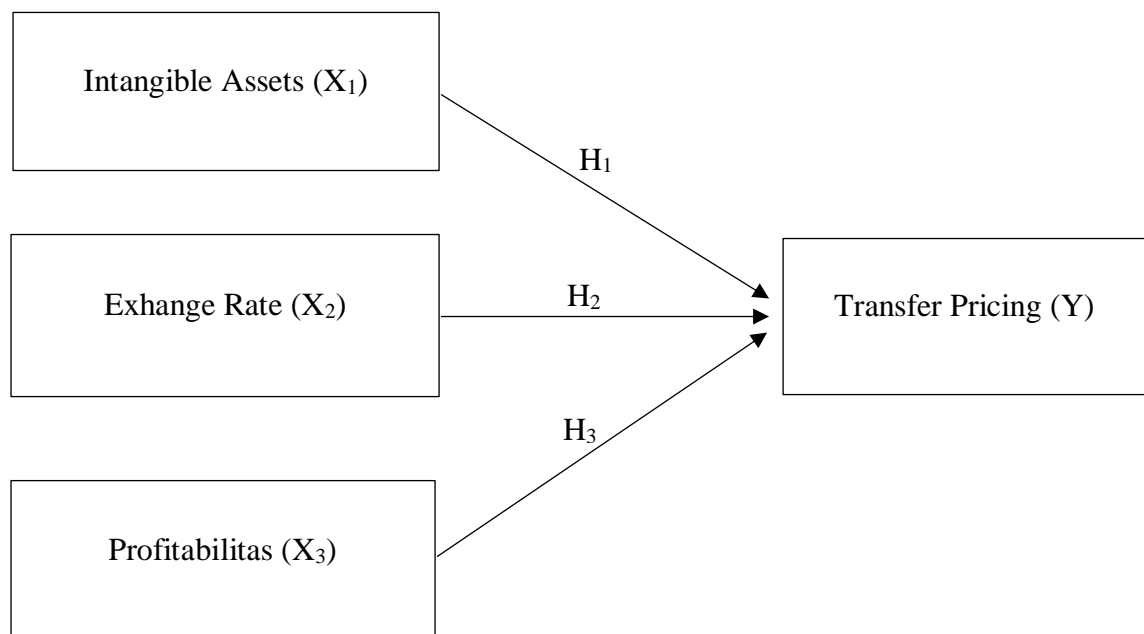 Intangible Assets (X₁)
H₁
Exhange Rate (X₂)
H₂
Transfer Pricing (Y)
H₃
Profitabilitas (X₃)